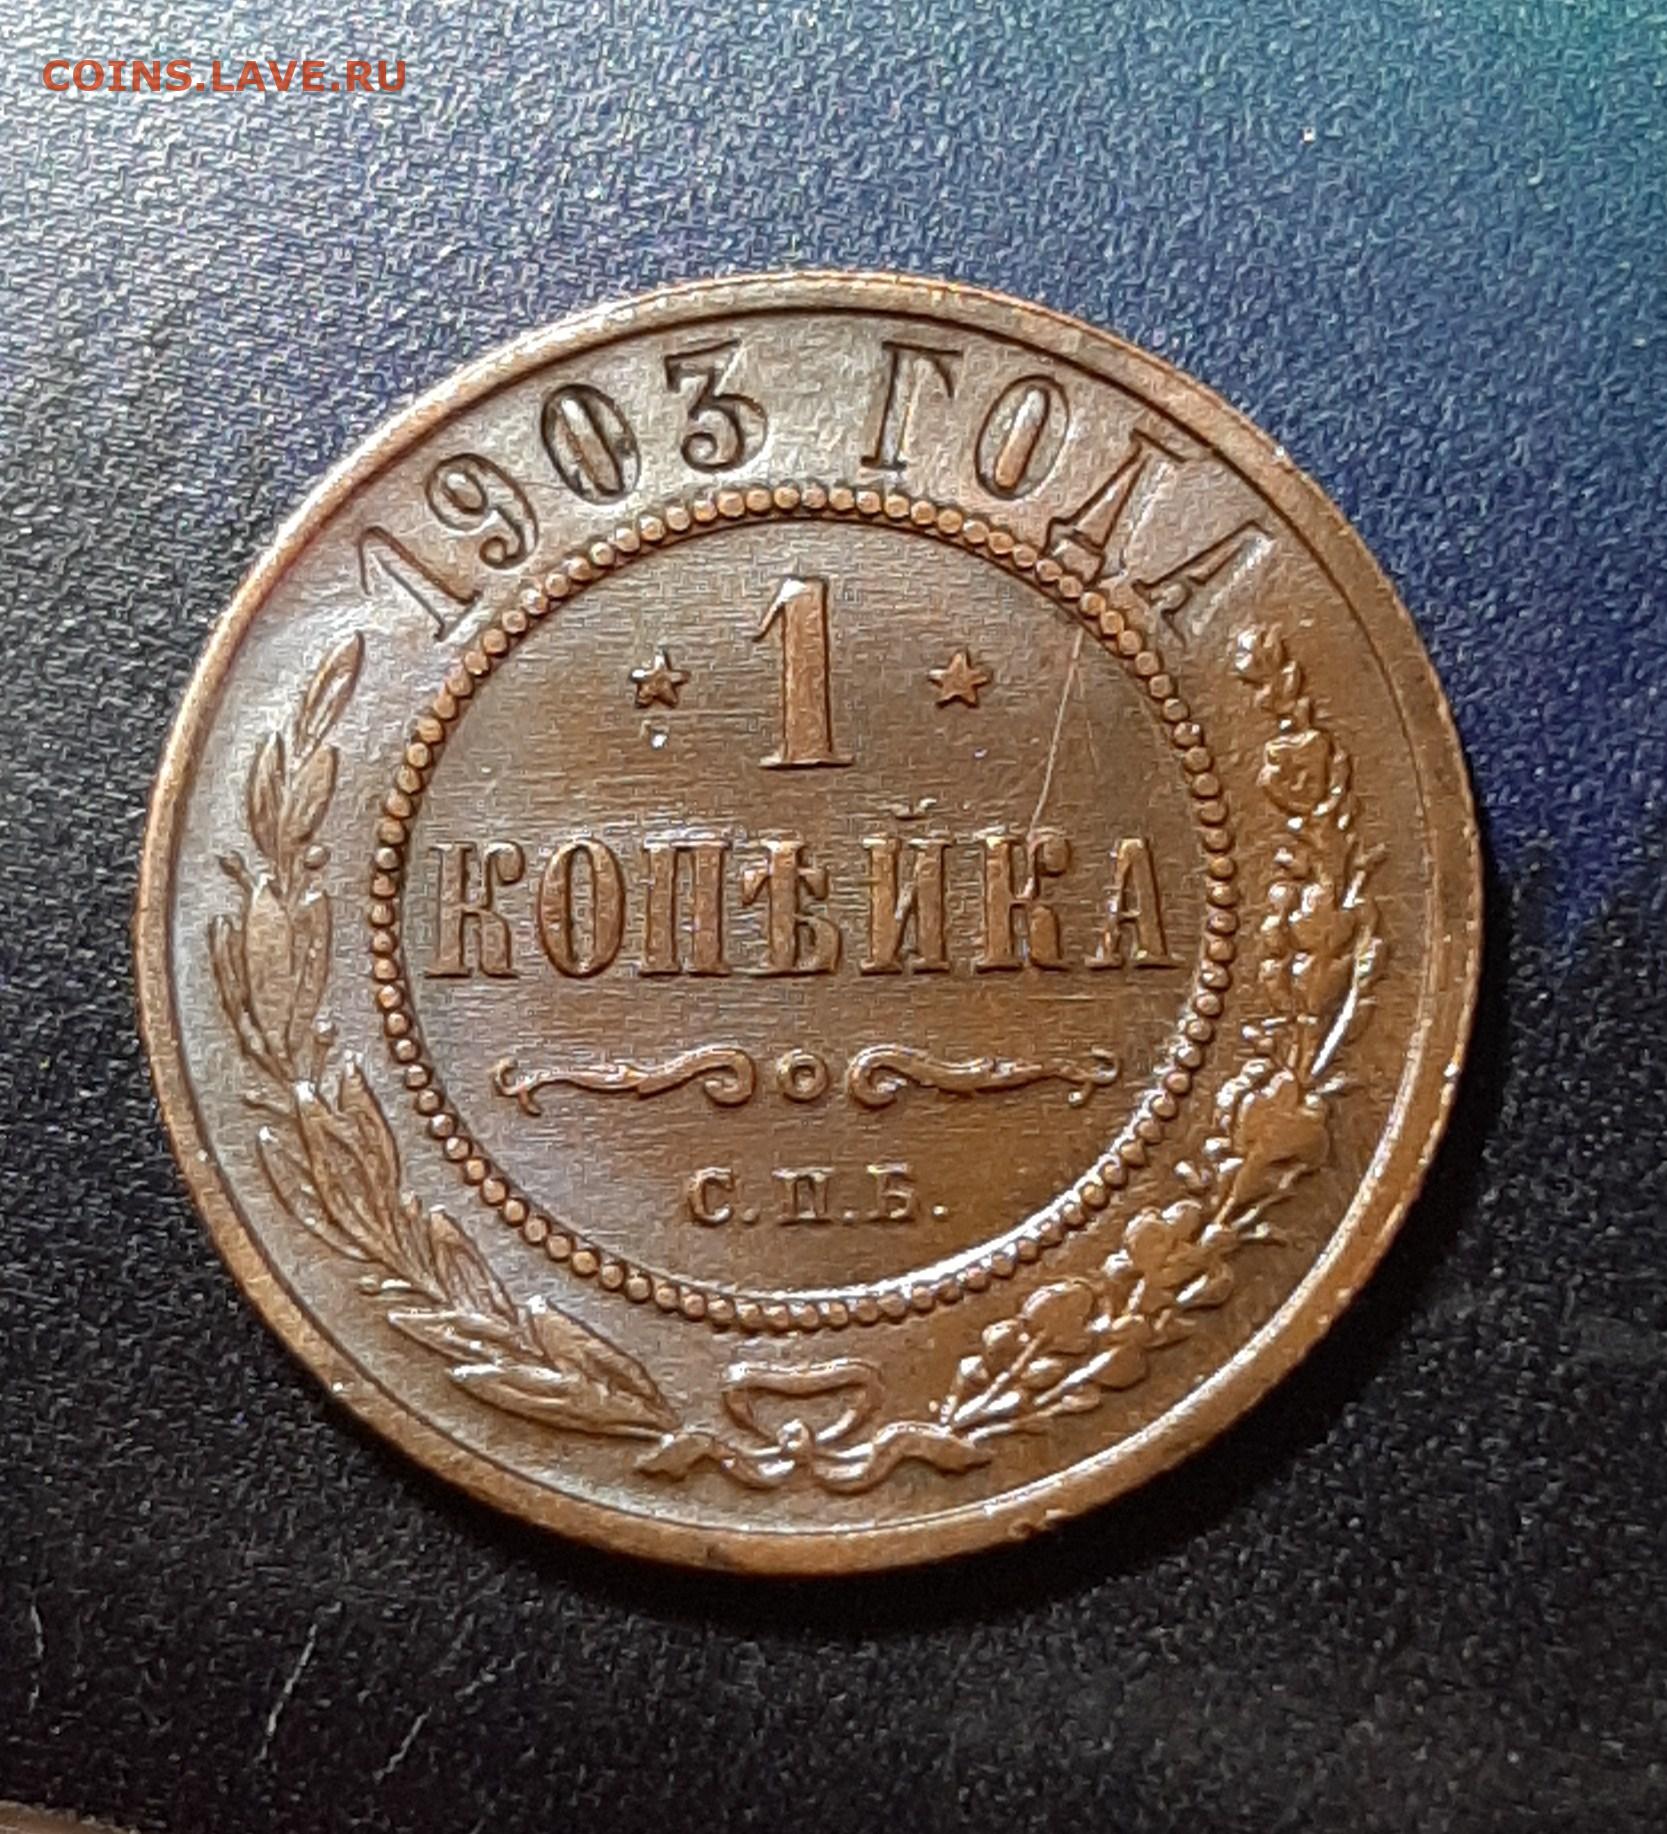 COINS.LAVE.RU
1903 ГОДА
1
КОПѢЙКА
С.П.Б.